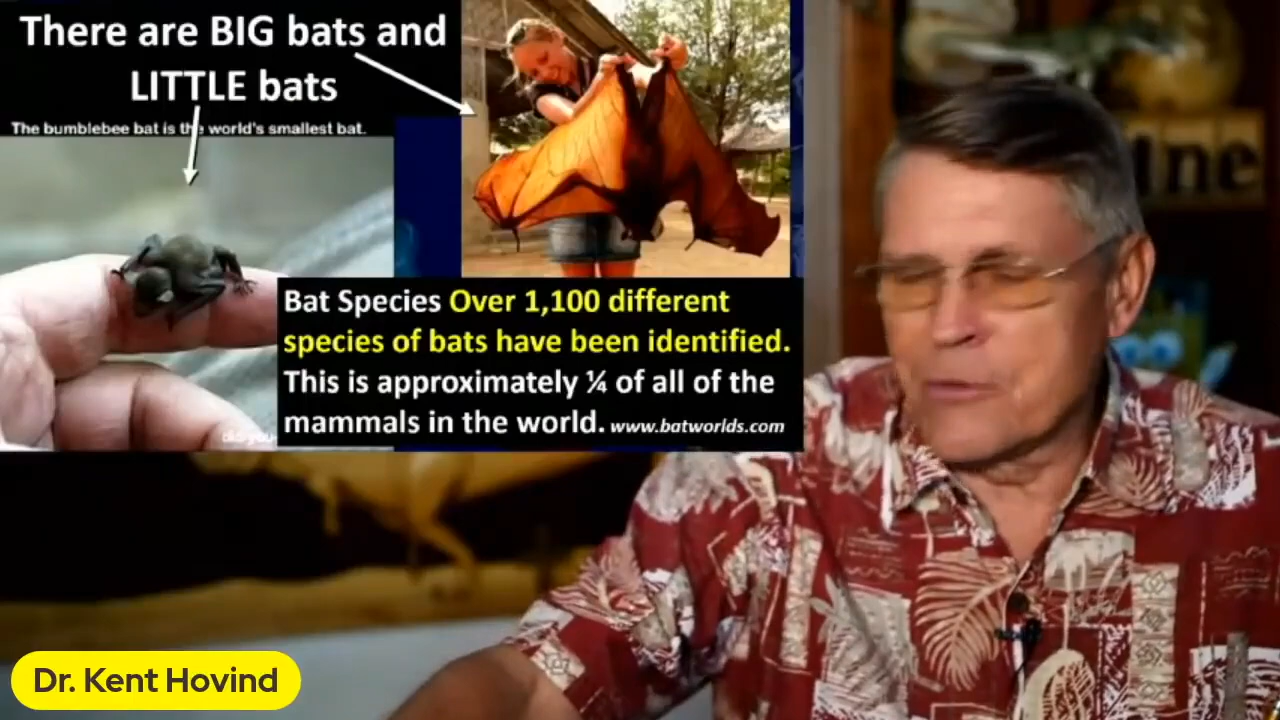 There are BIG bats and
LITTLE bats
The bumblebee bat is the world's smallest bat.
Bat Species Over 1,100 different
species of bats have been identified.
This is approximately ¼ of all of the
mammals in the world. www.batworlds.com
Dr. Kent Hovind